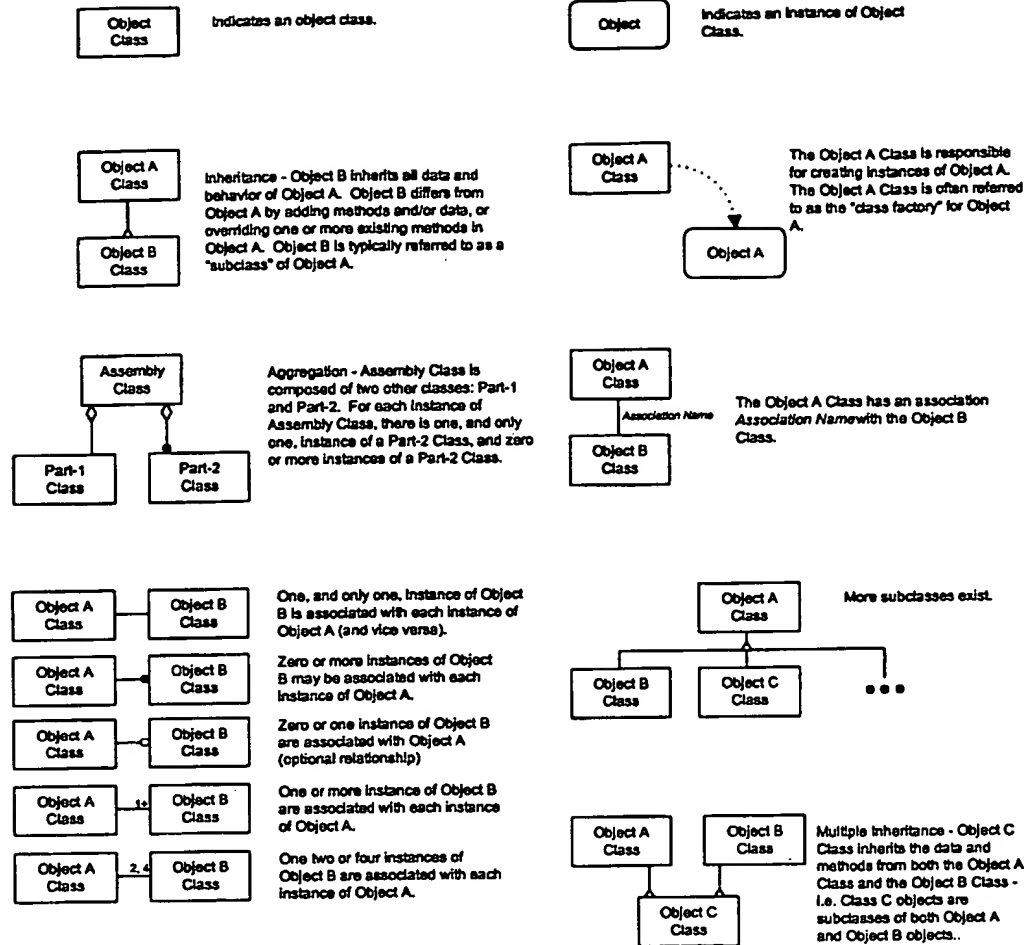 Object
Class
Indicates an object class.
Object
Indicates an Instance of Object
Class.
Object A
Class
Object B
Class
Inheritance - Object B inherits all data and
behavior of Object A. Object B differs from
Object A by adding methods and/or data, or
overriding one or more existing methods in
Object A. Object B is typically referred to as a
"subclass" of Object A.
Object A
Class
Object A
The Object A Class is responsible
for creating instances of Object A.
The Object A Class is often referred
to as the "class factory" for Object
A.
Assembly
Class
Part-1
Class
Part-2
Class
Aggregation - Assembly Class is
composed of two other classes: Part-1
and Part-2. For each Instance of
Assembly Class, there is one, and only
one, instance of a Part-2 Class, and zero
or more instances of a Part-2 Class.
Object A
Class
Association Name
Object B
Class
The Object A Class has an association
Association Namewith the Object B
Class.
Object A
Class
Object B
Class
One, and only one, Instance of Object
B is associated with each instance of
Object A (and vice versa).
Object A
Class
Object B
Class
Zero or more instances of Object
B may be associated with each
instance of Object A.
Object A
Class
Object B
Class
Zero or one instance of Object B
are associated with Object A
(optional relationship)
Object A
Class
1+
Object B
Class
One or more instance of Object B
are associated with each instance
of Object A.
Object A
Class
2, 4
Object B
Class
One two or four instances of
Object B are associated with each
instance of Object A.
Object A
Class
More subclasses exist.
Object B
Class
Object C
Class
Object A
Class
Object B
Class
Object C
Class
Multiple Inheritance - Object C
Class inherits the data and
methods from both the Object A
Class and the Object B Class -
i.e. Class C objects are
subclasses of both Object A
and Object B objects..